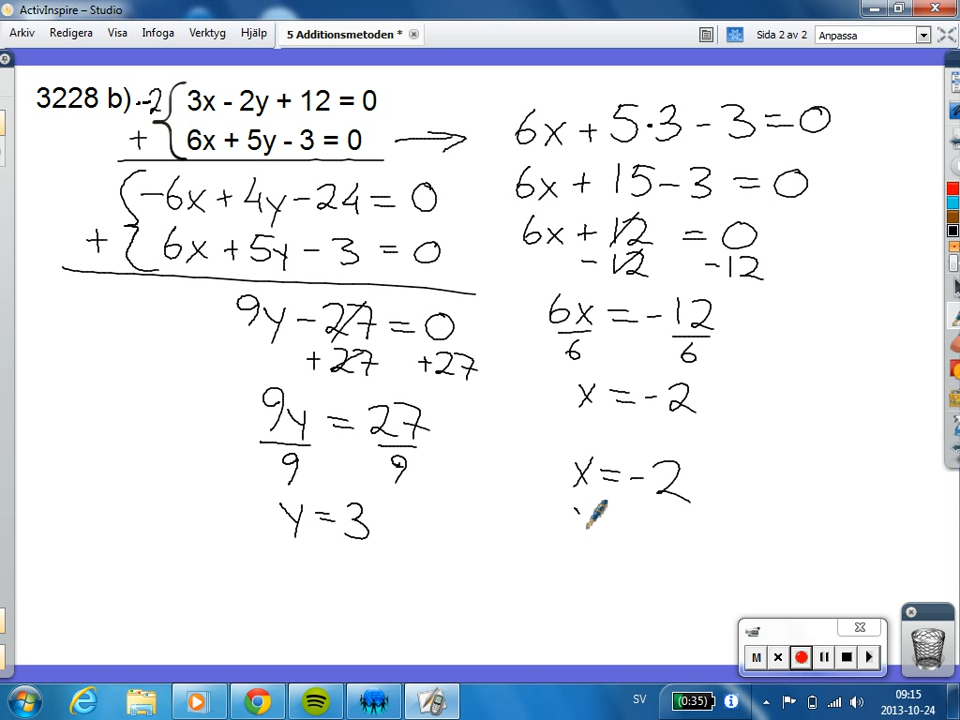 ActivInspire – Studio
Arkiv Redigera Visa Infoga Verktyg Hjälp
5 Additionsmetoden *
Sida 2 av 2
Anpassa
3228 b) -2 { 3x - 2y + 12 = 0
+ { 6x + 5y - 3 = 0 →
{ -6x + 4y - 24 = 0
+ { 6x + 5y - 3 = 0
9y - 27 = 0
+27 +27
9y = 27
9 9
y = 3
6x + 5·3 - 3 = 0
6x + 15 - 3 = 0
6x + 12 = 0
-12 -12
6x = -12
6 6
x = -2
x = -2
M
SV
(0:35)
09:15
2013-10-24